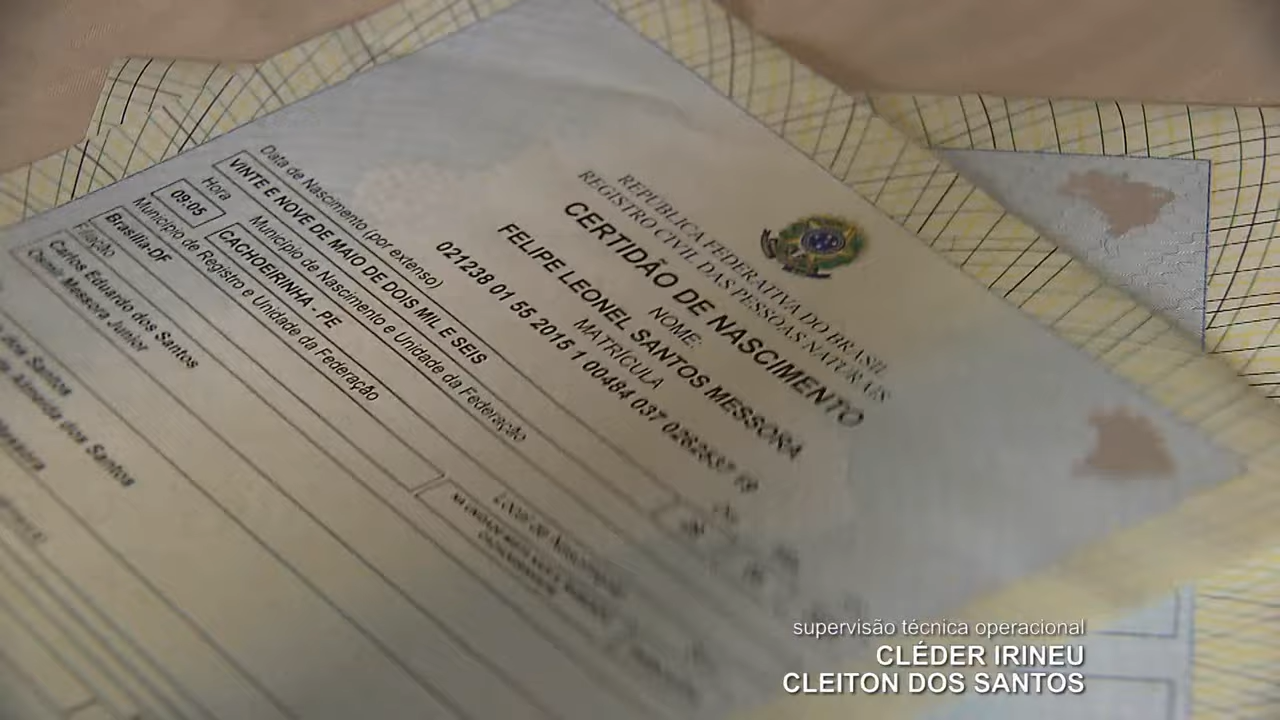 REPÚBLICA FEDERATIVA DO BRASIL
REGISTRO CIVIL DAS PESSOAS NATURAIS
CERTIDÃO DE NASCIMENTO
NOME:
FELIPE LEONEL SANTOS MESSORA
MATRÍCULA
021238 01 55 2015 1 00484 037
Data de Nascimento (por extenso)
VINTE E NOVE DE MAIO DE DOIS MIL E SEIS
Hora
09:05
Município de Nascimento e Unidade da Federação
CACHOEIRINHA - PE
Município de Registro e Unidade da Federação
Brasília-DF
Filiação
Carlos Eduardo dos Santos
Messora Junior
dos Santos
Almeida dos Santos
supervisão técnica operacional
CLÉDER IRINEU
CLEITON DOS SANTOS